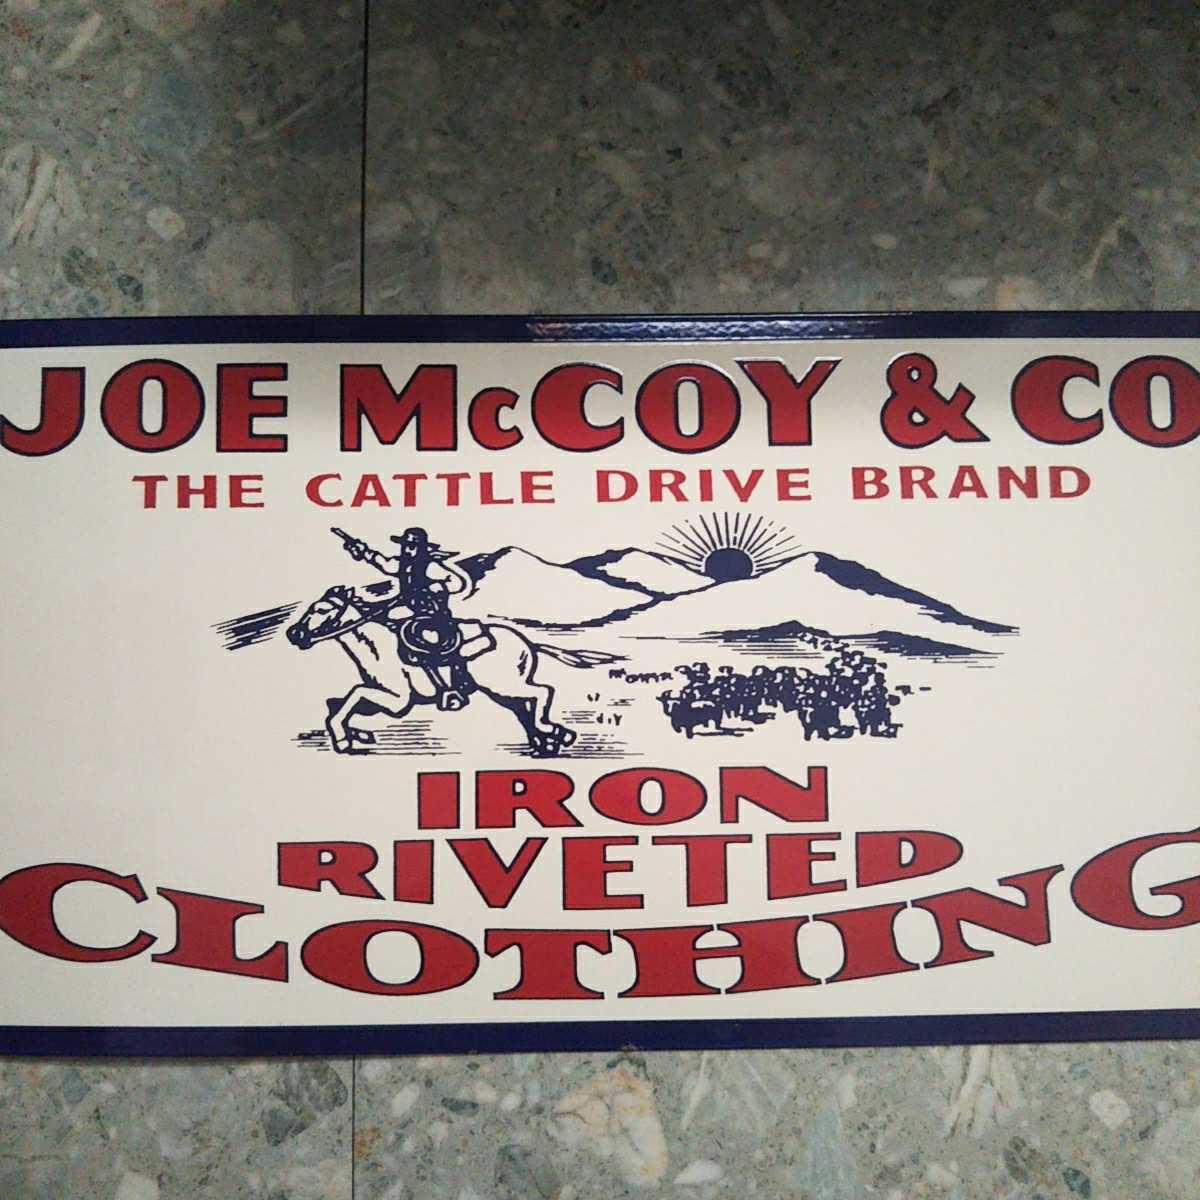 JOE McCOY & CO
THE CATTLE DRIVE BRAND
IRON
RIVETED
CLOTHING